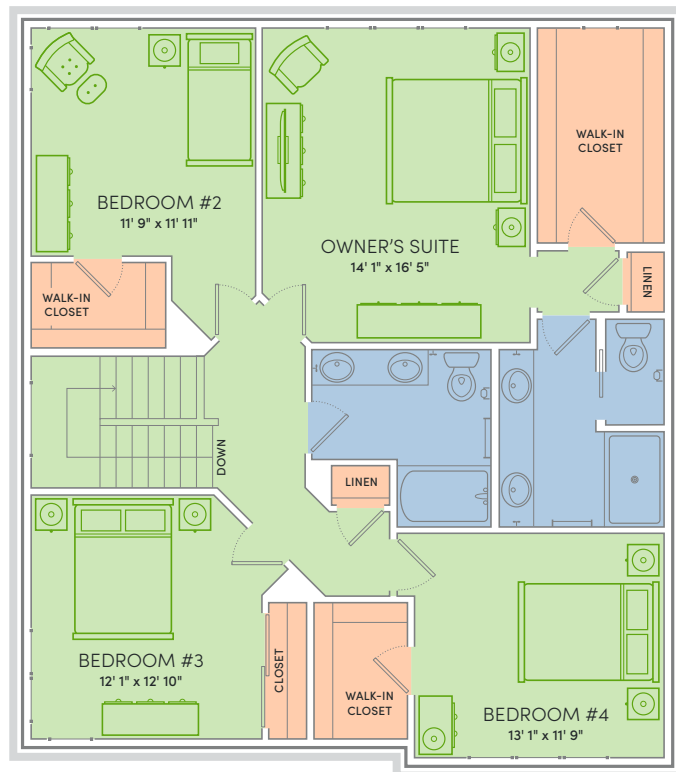 BEDROOM #2
11' 9" x 11' 11"
WALK-IN
CLOSET
OWNER'S SUITE
14' 1" x 16' 5"
WALK-IN
CLOSET
LINEN
DOWN
LINEN
BEDROOM #3
12' 1" x 12' 10"
CLOSET
WALK-IN
CLOSET
BEDROOM #4
13' 1" x 11' 9"